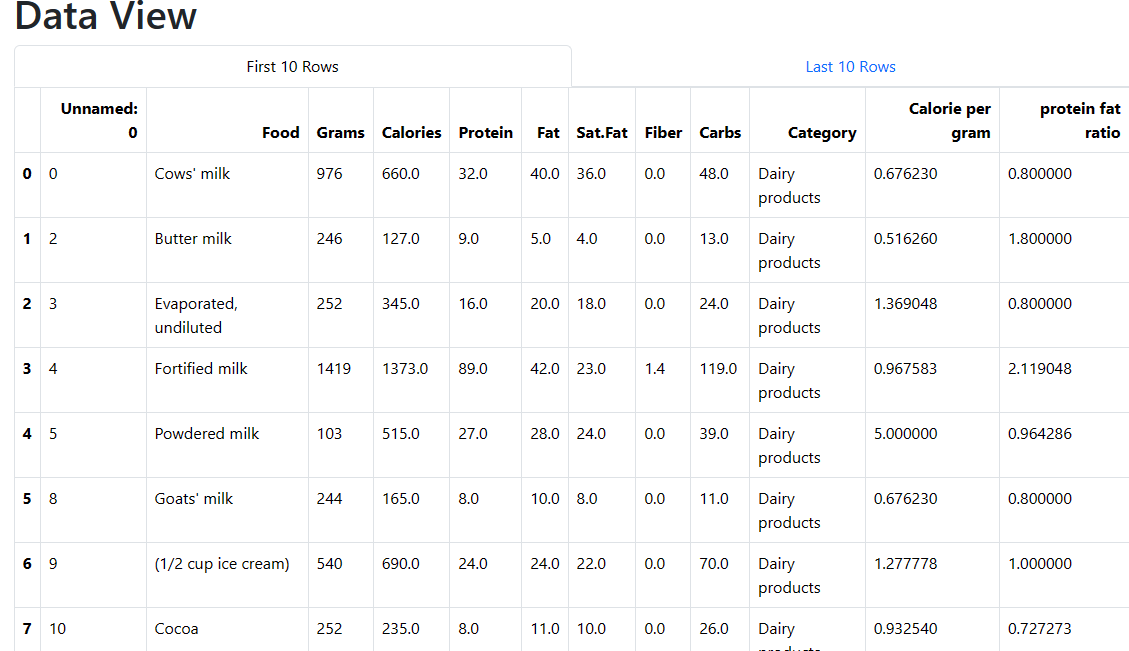 Data View
First 10 Rows Last 10 Rows
Unnamed: 0 Food Grams Calories Protein Fat Sat.Fat Fiber Carbs Category Calorie per gram protein fat ratio
0 0 Cows' milk 976 660.0 32.0 40.0 36.0 0.0 48.0 Dairy products 0.676230 0.800000
1 2 Butter milk 246 127.0 9.0 5.0 4.0 0.0 13.0 Dairy products 0.516260 1.800000
2 3 Evaporated, undiluted 252 345.0 16.0 20.0 18.0 0.0 24.0 Dairy products 1.369048 0.800000
3 4 Fortified milk 1419 1373.0 89.0 42.0 23.0 1.4 119.0 Dairy products 0.967583 2.119048
4 5 Powdered milk 103 515.0 27.0 28.0 24.0 0.0 39.0 Dairy products 5.000000 0.964286
5 8 Goats' milk 244 165.0 8.0 10.0 8.0 0.0 11.0 Dairy products 0.676230 0.800000
6 9 (1/2 cup ice cream) 540 690.0 24.0 24.0 22.0 0.0 70.0 Dairy products 1.277778 1.000000
7 10 Cocoa 252 235.0 8.0 11.0 10.0 0.0 26.0 Dairy 0.932540 0.727273